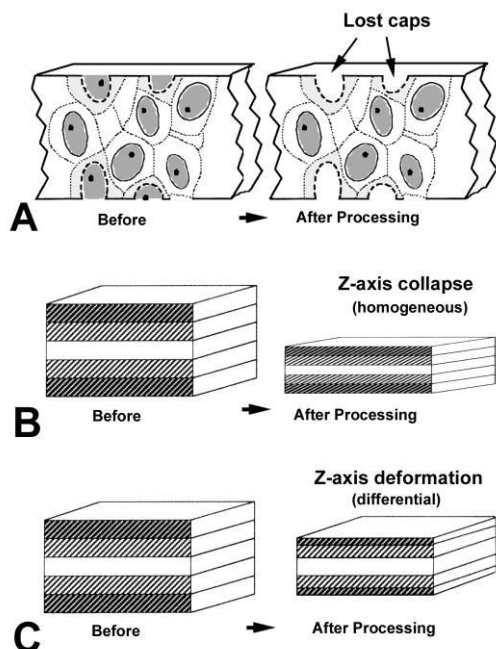 Lost caps
A
Before
After Processing
Z-axis collapse
(homogeneous)
B
Before
After Processing
Z-axis deformation
(differential)
C
Before
After Processing